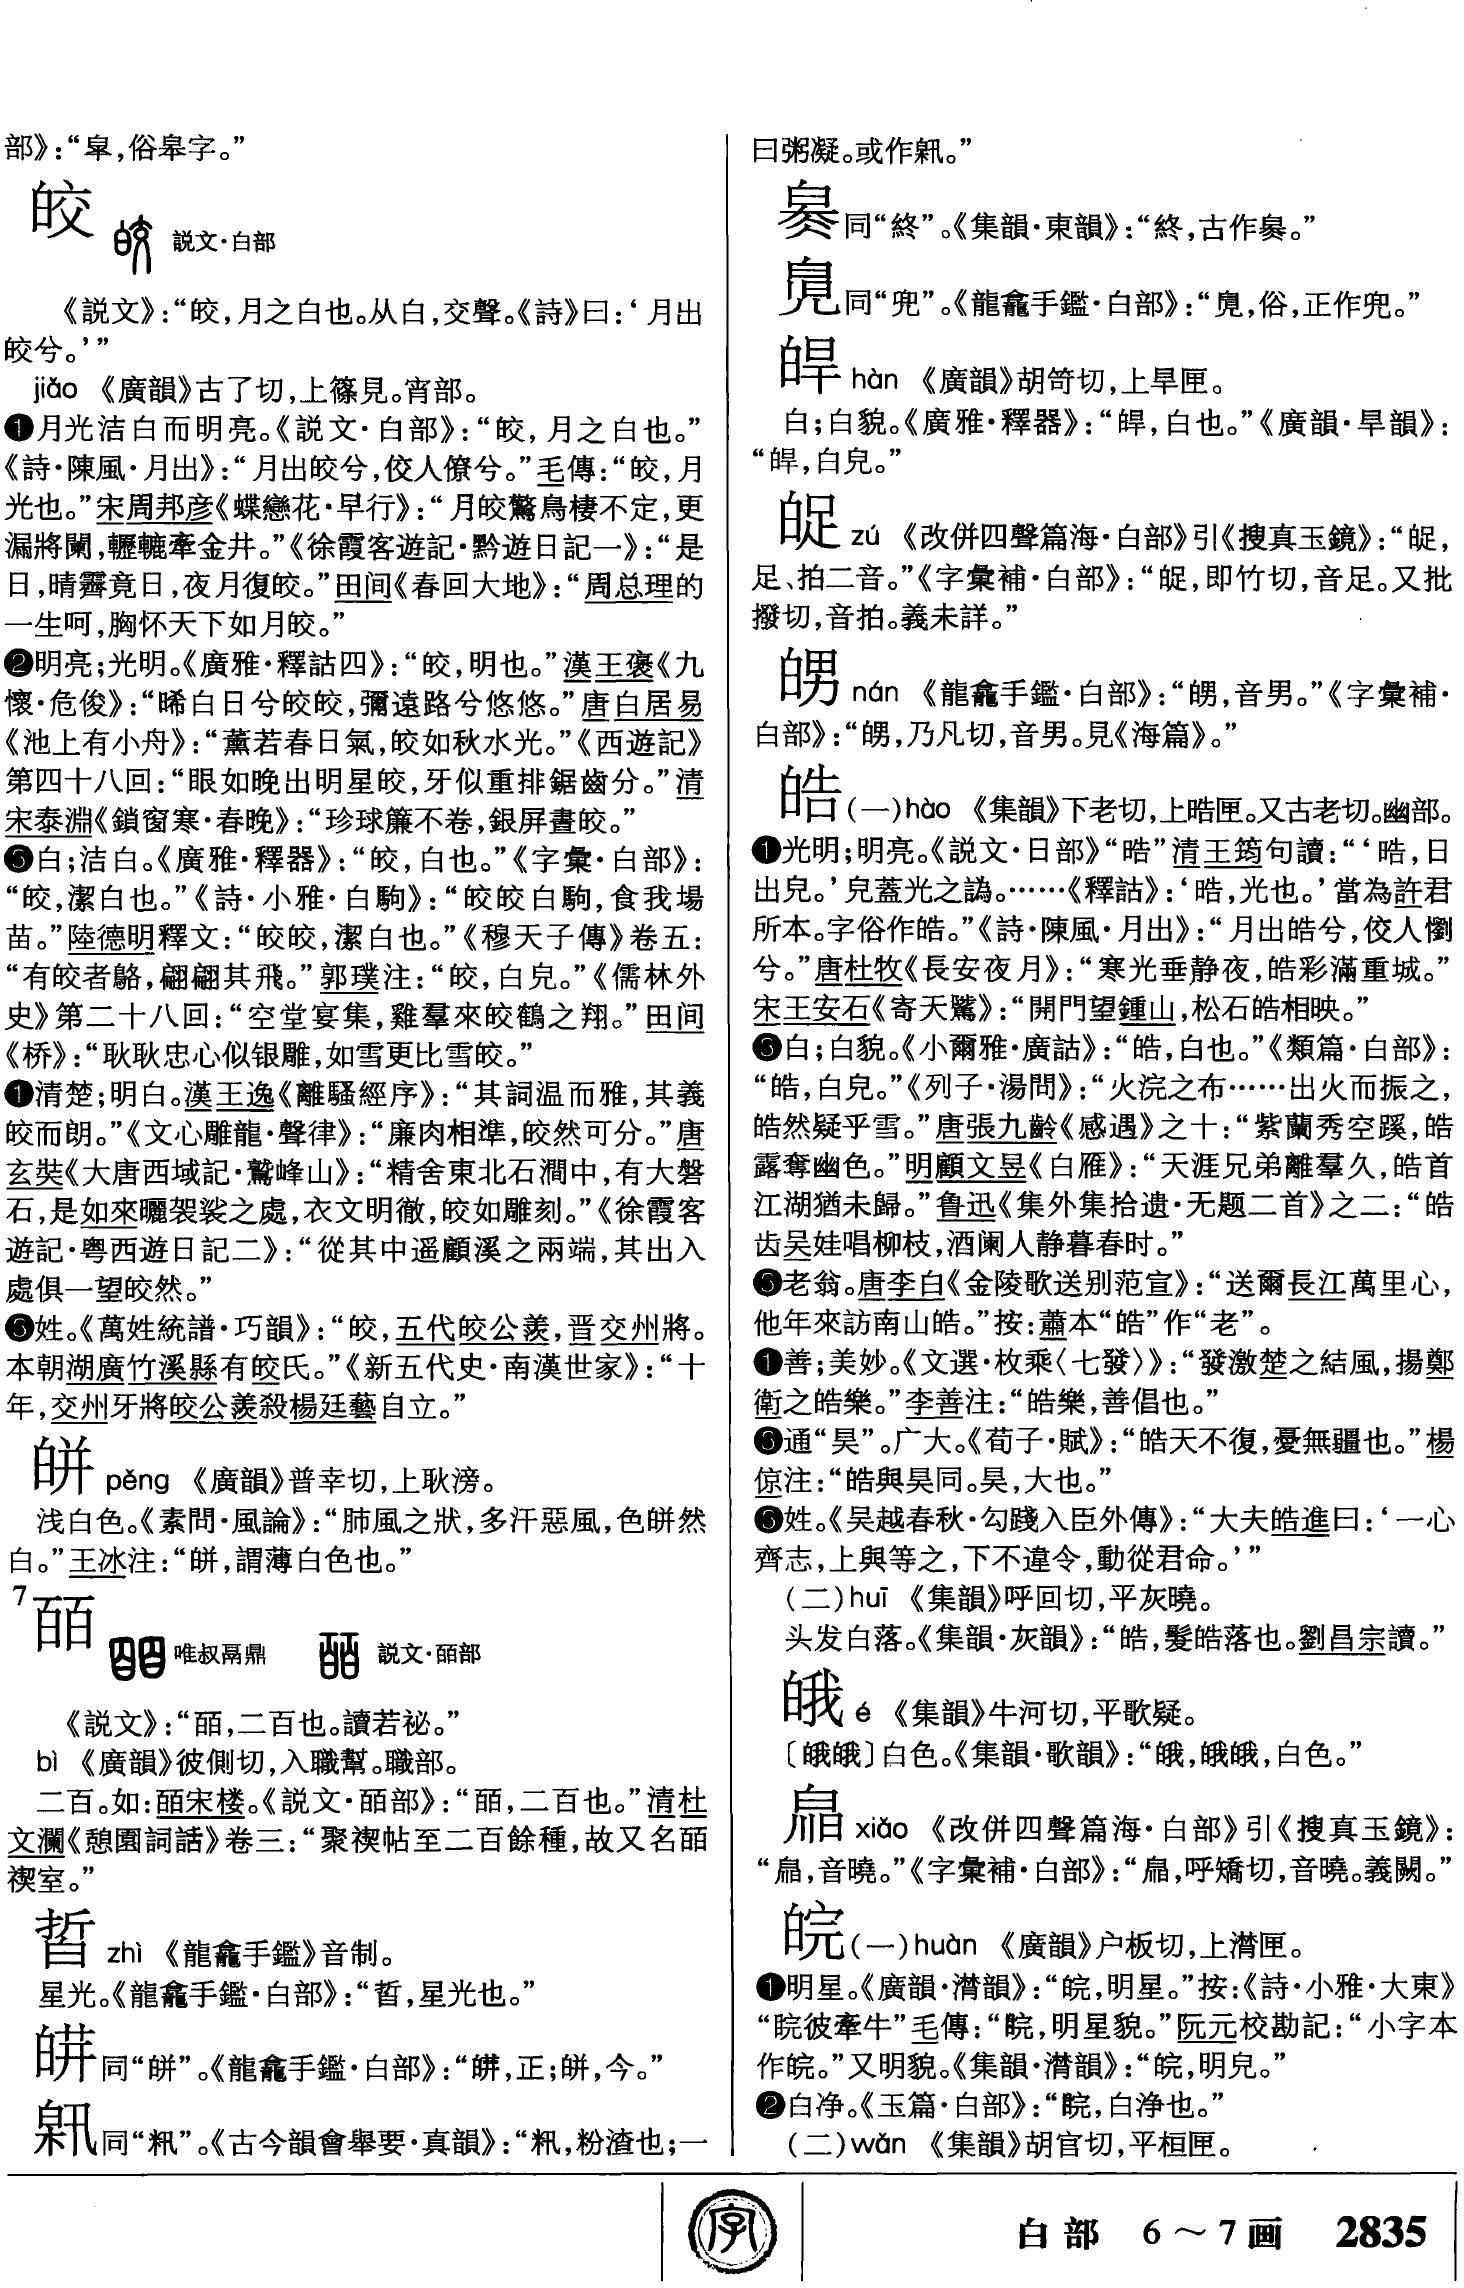 部》：“皐，俗皋字。”
皎 説文·白部
《説文》：“皎，月之白也。从白，交聲。《詩》曰：‘月出
皎兮。’”
jiǎo 《廣韻》古了切，上篠見。宵部。
❶月光洁白而明亮。《説文·白部》：“皎，月之白也。”
《詩·陳風·月出》：“月出皎兮，佼人僚兮。”毛傳：“皎，月
光也。”宋周邦彦《蝶戀花·早行》：“月皎驚烏棲不定，更
漏將闌，轣轆牽金井。”《徐霞客遊記·黔遊日記一》：“是
日，晴霽竟日，夜月復皎。”田间《春回大地》：“周总理的
一生呵，胸怀天下如月皎。”
❷明亮；光明。《廣雅·釋詁四》：“皎，明也。”漢王褒《九
懷·危俊》：“晞白日兮皎皎，彌遠路兮悠悠。”唐白居易
《池上有小舟》：“薰若春日氣，皎如秋水光。”《西遊記》
第四十八回：“眼如晚出明星皎，牙似重排鋸齒分。”清
宋泰淵《鎖窗寒·春晚》：“珍珠簾不卷，銀屏晝皎。”
❸白；洁白。《廣雅·釋器》：“皎，白也。”《字彙·白部》：
“皎，潔白也。”《詩·小雅·白駒》：“皎皎白駒，食我場
苗。”陸德明釋文：“皎皎，潔白也。”《穆天子傳》卷五：
“有皎者鴼，翩翩其飛。”郭璞注：“皎，白皃。”《儒林外
史》第二十八回：“空堂宴集，雞羣來皎鶴之翔。”田间
《桥》：“耿耿忠心似银雕，如雪更比雪皎。”
❶清楚；明白。漢王逸《離騷經序》：“其詞温而雅，其義
皎而朗。”《文心雕龍·聲律》：“廉肉相準，皎然可分。”唐
玄奘《大唐西域記·鷲峰山》：“精舍東北石澗中，有大磐
石，是如來曬袈裟之處，衣文明徹，皎如雕刻。”《徐霞客
遊記·粤西遊日記二》：“從其中遥顧溪之兩端，其出入
處俱一望皎然。”
❺姓。《萬姓統譜·巧韻》：“皎，五代皎公羨，晋交州將。
本朝湖廣竹溪縣有皎氏。”《新五代史·南漢世家》：“十
年，交州牙將皎公羨殺楊廷藝自立。”
皏 pěng 《廣韻》普幸切，上耿滂。
浅白色。《素問·風論》：“肺風之狀，多汗惡風，色皏然
白。”王冰注：“皏，謂薄白色也。”
7
皕 唯叔鬲鼎 説文·皕部
《説文》：“皕，二百也。讀若祕。”
bì 《廣韻》彼側切，入職幫。職部。
二百。如：皕宋楼。《説文·皕部》：“皕，二百也。”清杜
文瀾《憩園詞話》卷三：“聚禊帖至二百餘種，故又名皕
禊室。”
晢 zhì 《龍龕手鑑》音制。
星光。《龍龕手鑑·白部》：“晢，星光也。”
同“皏”。《龍龕手鑑·白部》：“，正；皏，今。”
同“籸”。《古今韻會舉要·真韻》：“籸，粉渣也；一
曰粥凝。或作。”
同“終”。《集韻·東韻》：“終，古作。”
同“兜”。《龍龕手鑑·白部》：“，俗，正作兜。”
皔 hàn 《廣韻》胡笴切，上旱匣。
白；白貌。《廣雅·釋器》：“皔，白也。”《廣韻·旱韻》：
“皔，白皃。”
zú 《改併四聲篇海·白部》引《搜真玉鏡》：“，
足、拍二音。”《字彙補·白部》：“，即竹切，音足。又批
撥切，音拍。義未詳。”
nán 《龍龕手鑑·白部》：“，音男。”《字彙補·
白部》：“，乃凡切，音男。見《海篇》。”
皓 (一)hào 《集韻》下老切，上晧匣。又古老切。幽部。
❶光明；明亮。《説文·日部》“晧”清王筠句讀：“‘晧，日
出皃。’皃蓋光之譌。……《釋詁》：‘晧，光也。’當為許君
所本。字俗作皓。”《詩·陳風·月出》：“月出皓兮，佼人懰
兮。”唐杜牧《長安夜月》：“寒光垂静夜，皓彩滿重城。”
宋王安石《寄天騭》：“開門望鍾山，松石皓相映。”
❸白；白貌。《小爾雅·廣詁》：“皓，白也。”《類篇·白部》：
“皓，白皃。”《列子·湯問》：“火浣之布……出火而振之，
皓然疑乎雪。”唐張九齡《感遇》之十：“紫蘭秀空蹊，皓
露奪幽色。”明顧文昱《白雁》：“天涯兄弟離羣久，皓首
江湖猶未歸。”鲁迅《集外集拾遗·无题二首》之二：“皓
齿吴娃唱柳枝，酒阑人静暮春时。”
❸老翁。唐李白《金陵歌送别范宣》：“送爾長江萬里心，
他年來訪南山皓。”按：蕭本“皓”作“老”。
❶善；美妙。《文選·枚乘〈七發〉》：“發激楚之結風，揚鄭
衛之皓樂。”李善注：“皓樂，善倡也。”
❺通“昊”。广大。《荀子·賦》：“皓天不復，憂無疆也。”楊
倞注：“皓與昊同。昊，大也。”
❻姓。《吴越春秋·勾踐入臣外傳》：“大夫皓進曰：‘一心
齊志，上與等之，下不違令，動從君命。’”
(二)huī 《集韻》呼回切，平灰曉。
头发白落。《集韻·灰韻》：“皓，髮皓落也。劉昌宗讀。”
皒 é 《集韻》牛河切，平歌疑。
〔皒皒〕白色。《集韻·歌韻》：“皒，皒皒，白色。”
xiǎo 《改併四聲篇海·白部》引《搜真玉鏡》：
“，音曉。”《字彙補·白部》：“，呼矯切，音曉。義闕。”
皖 (一)huàn 《廣韻》户板切，上潸匣。
❶明星。《廣韻·潸韻》：“皖，明星。”按：《詩·小雅·大東》
“睆彼牽牛”毛傳：“睆，明星貌。”阮元校勘記：“小字本
作皖。”又明貌。《集韻·潸韻》：“皖，明皃。”
❷白净。《玉篇·白部》：“皖，白浄也。”
(二)wǎn 《集韻》胡官切，平桓匣。
字
白部 6～7画 2835